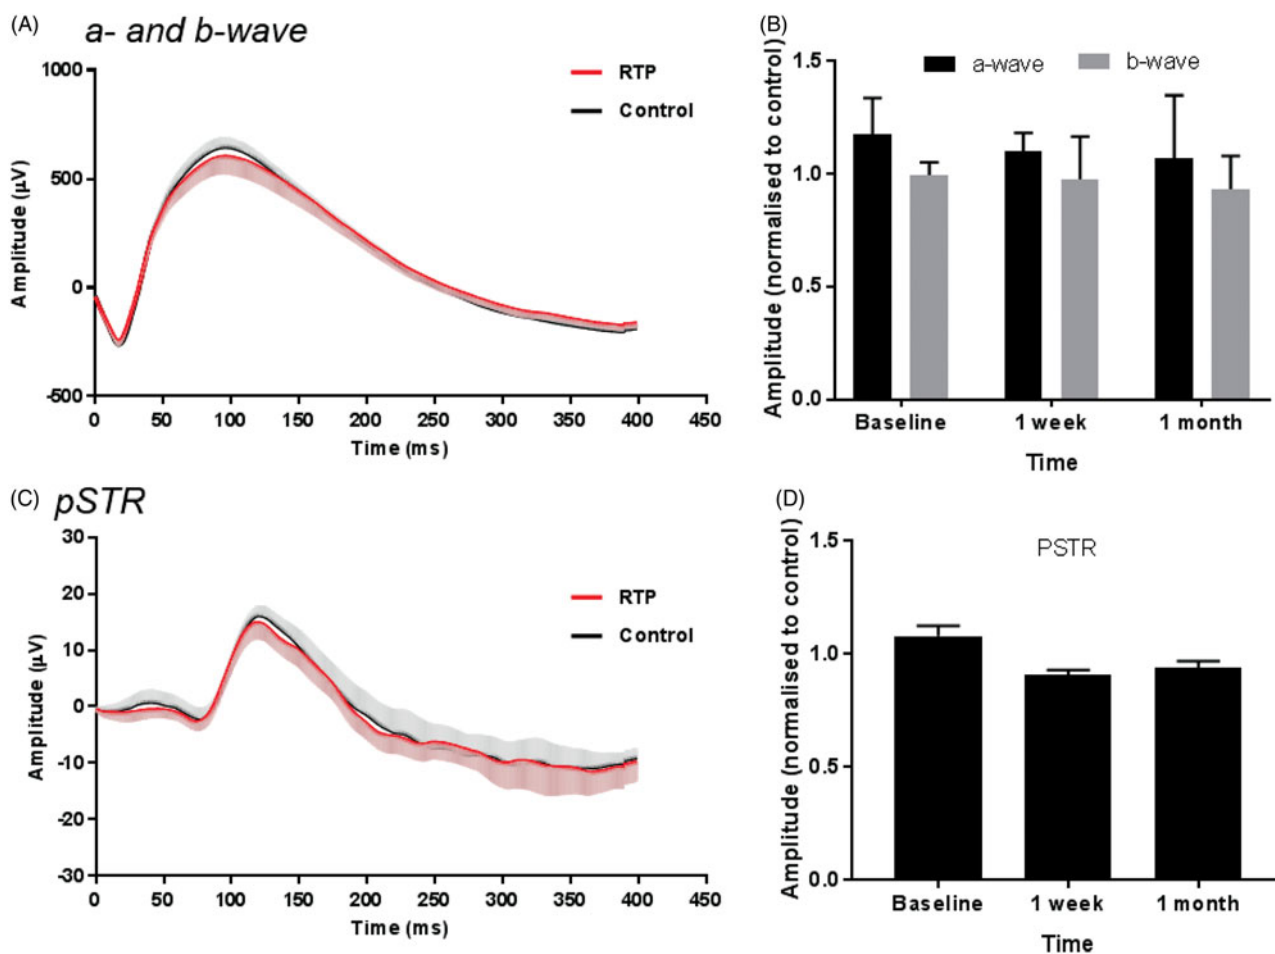 (A)
a- and b-wave
1000
500
0
-500
Amplitude (µV)
RTP
Control
0 50 100 150 200 250 300 350 400 450
Time (ms)
(B)
Amplitude (normalised to control)
1.5
1.0
0.5
0.0
a-wave b-wave
Baseline 1 week 1 month
Time
(C)
pSTR
30
20
10
0
-10
-20
-30
Amplitude (µV)
RTP
Control
0 50 100 150 200 250 300 350 400 450
Time (ms)
(D)
Amplitude (normalised to control)
1.5
1.0
0.5
0.0
PSTR
Baseline 1 week 1 month
Time